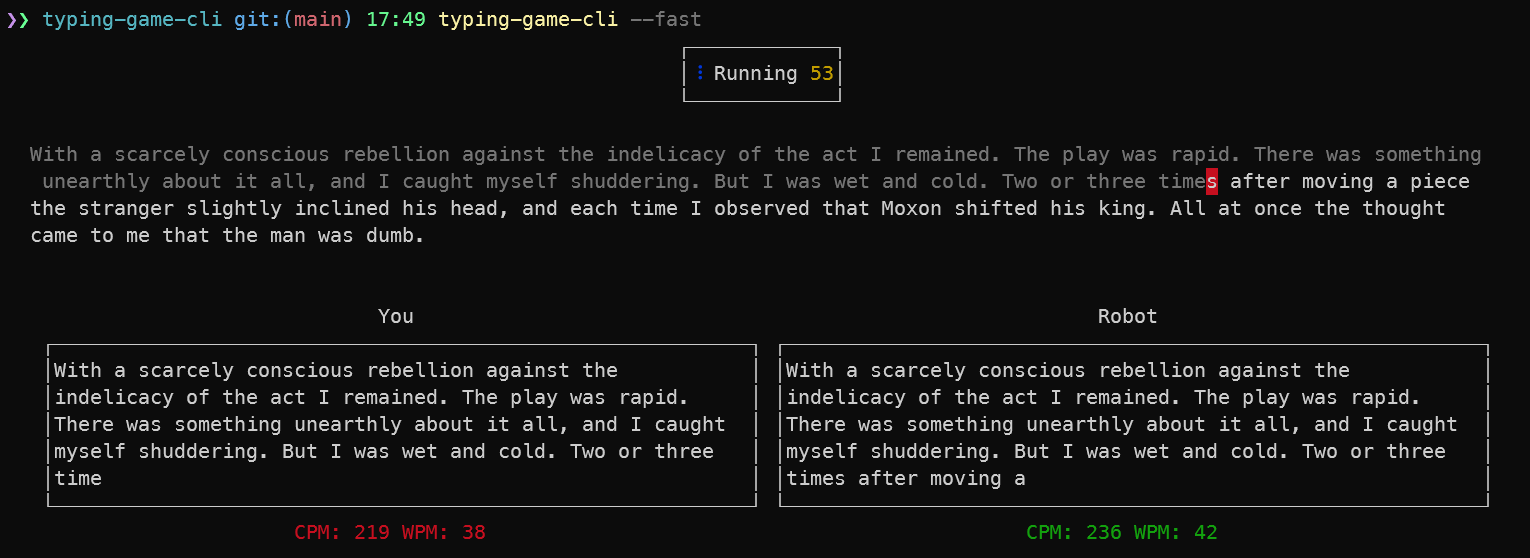 ❯❯ typing-game-cli git:(main) 17:49 typing-game-cli --fast
⠇Running 53
With a scarcely conscious rebellion against the indelicacy of the act I remained. The play was rapid. There was something
unearthly about it all, and I caught myself shuddering. But I was wet and cold. Two or three times after moving a piece
the stranger slightly inclined his head, and each time I observed that Moxon shifted his king. All at once the thought
came to me that the man was dumb.
You
With a scarcely conscious rebellion against the
indelicacy of the act I remained. The play was rapid.
There was something unearthly about it all, and I caught
myself shuddering. But I was wet and cold. Two or three
time
CPM: 219 WPM: 38
Robot
With a scarcely conscious rebellion against the
indelicacy of the act I remained. The play was rapid.
There was something unearthly about it all, and I caught
myself shuddering. But I was wet and cold. Two or three
times after moving a
CPM: 236 WPM: 42